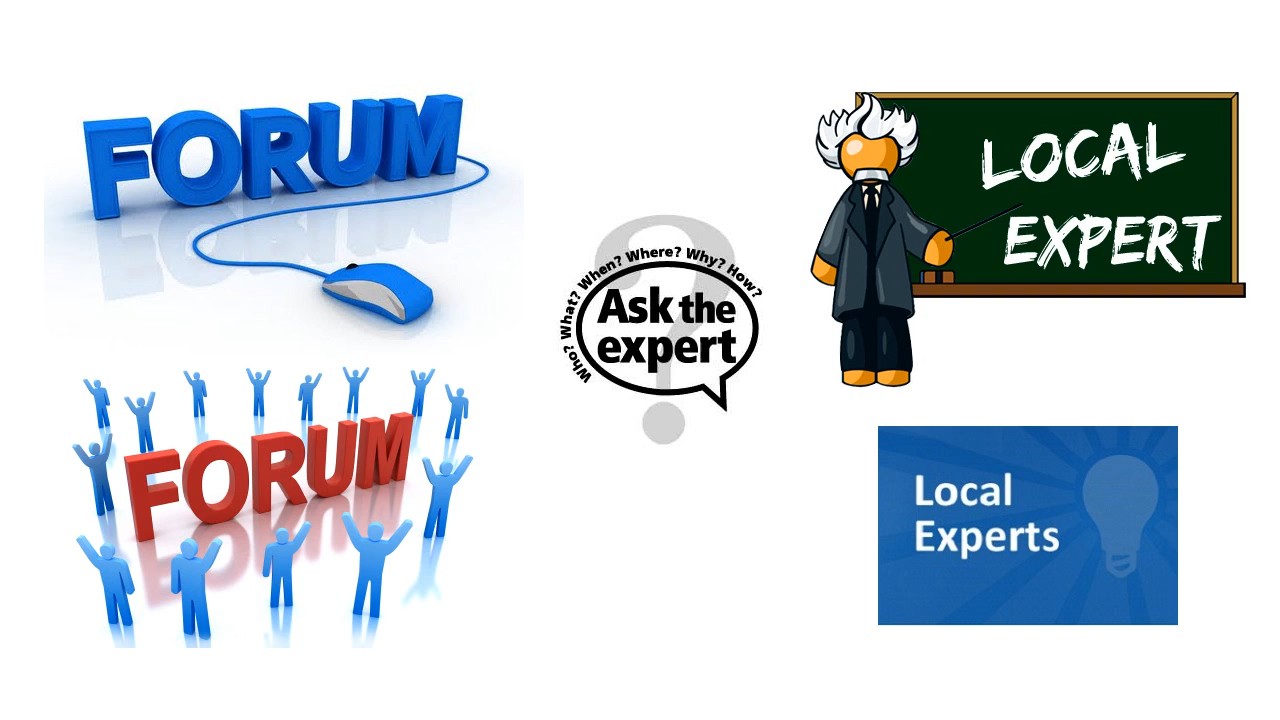 FORUM
FORUM
Who? What? When? Where? Why? How?
Ask the
expert
LOCAL
EXPERT
Local
Experts